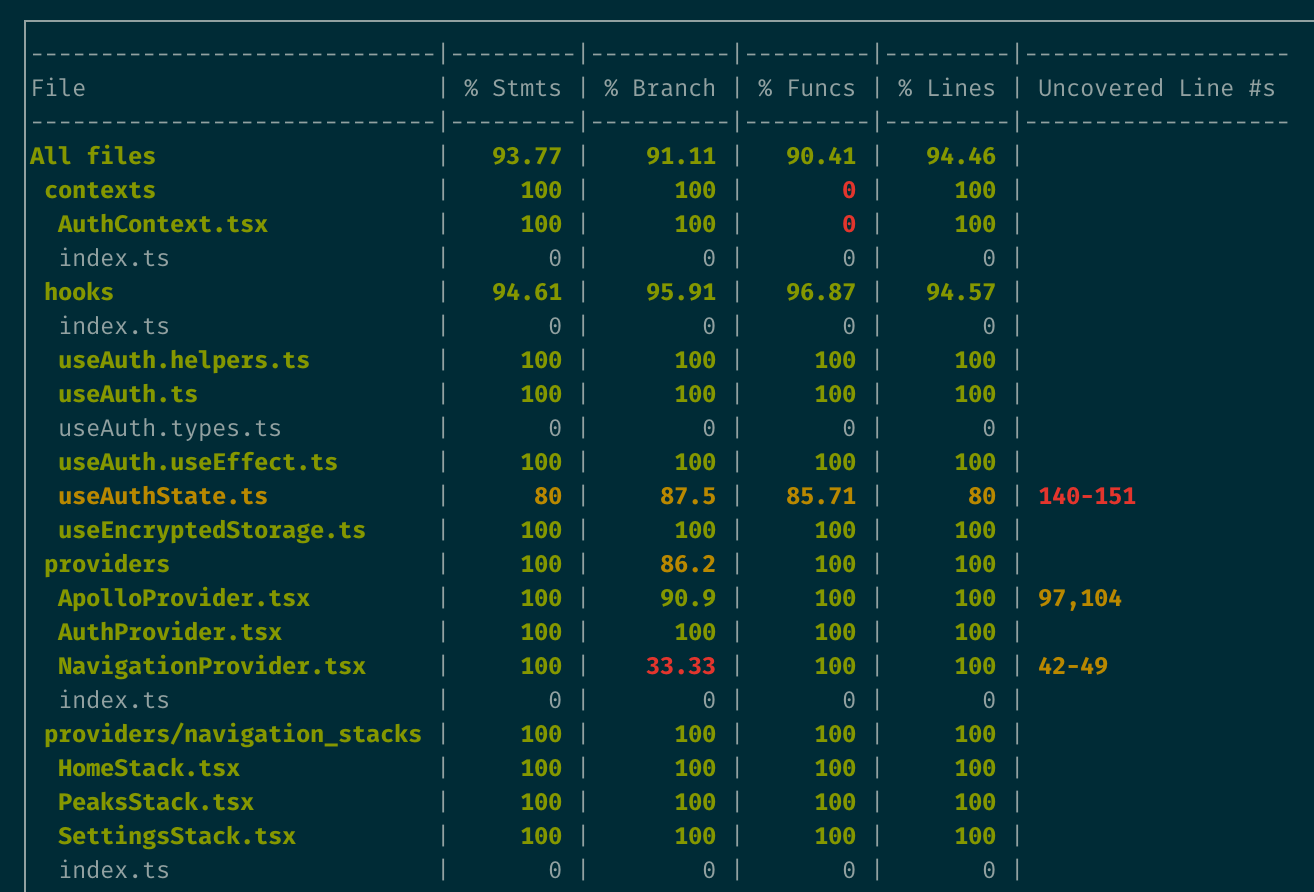 -----------------------------|---------|----------|---------|---------|-------------------
File                         | % Stmts | % Branch | % Funcs | % Lines | Uncovered Line #s
-----------------------------|---------|----------|---------|---------|-------------------
All files                    |   93.77 |    91.11 |   90.41 |   94.46 |
 contexts                    |     100 |      100 |       0 |     100 |
  AuthContext.tsx            |     100 |      100 |       0 |     100 |
  index.ts                   |       0 |        0 |       0 |       0 |
 hooks                       |   94.61 |    95.91 |   96.87 |   94.57 |
  index.ts                   |       0 |        0 |       0 |       0 |
  useAuth.helpers.ts         |     100 |      100 |     100 |     100 |
  useAuth.ts                 |     100 |      100 |     100 |     100 |
  useAuth.types.ts           |       0 |        0 |       0 |       0 |
  useAuth.useEffect.ts       |     100 |      100 |     100 |     100 |
  useAuthState.ts            |      80 |     87.5 |   85.71 |      80 | 140-151
  useEncryptedStorage.ts     |     100 |      100 |     100 |     100 |
 providers                   |     100 |     86.2 |     100 |     100 |
  ApolloProvider.tsx         |     100 |     90.9 |     100 |     100 | 97,104
  AuthProvider.tsx           |     100 |      100 |     100 |     100 |
  NavigationProvider.tsx     |     100 |    33.33 |     100 |     100 | 42-49
  index.ts                   |       0 |        0 |       0 |       0 |
 providers/navigation_stacks |     100 |      100 |     100 |     100 |
  HomeStack.tsx              |     100 |      100 |     100 |     100 |
  PeaksStack.tsx             |     100 |      100 |     100 |     100 |
  SettingsStack.tsx          |     100 |      100 |     100 |     100 |
  index.ts                   |       0 |        0 |       0 |       0 |